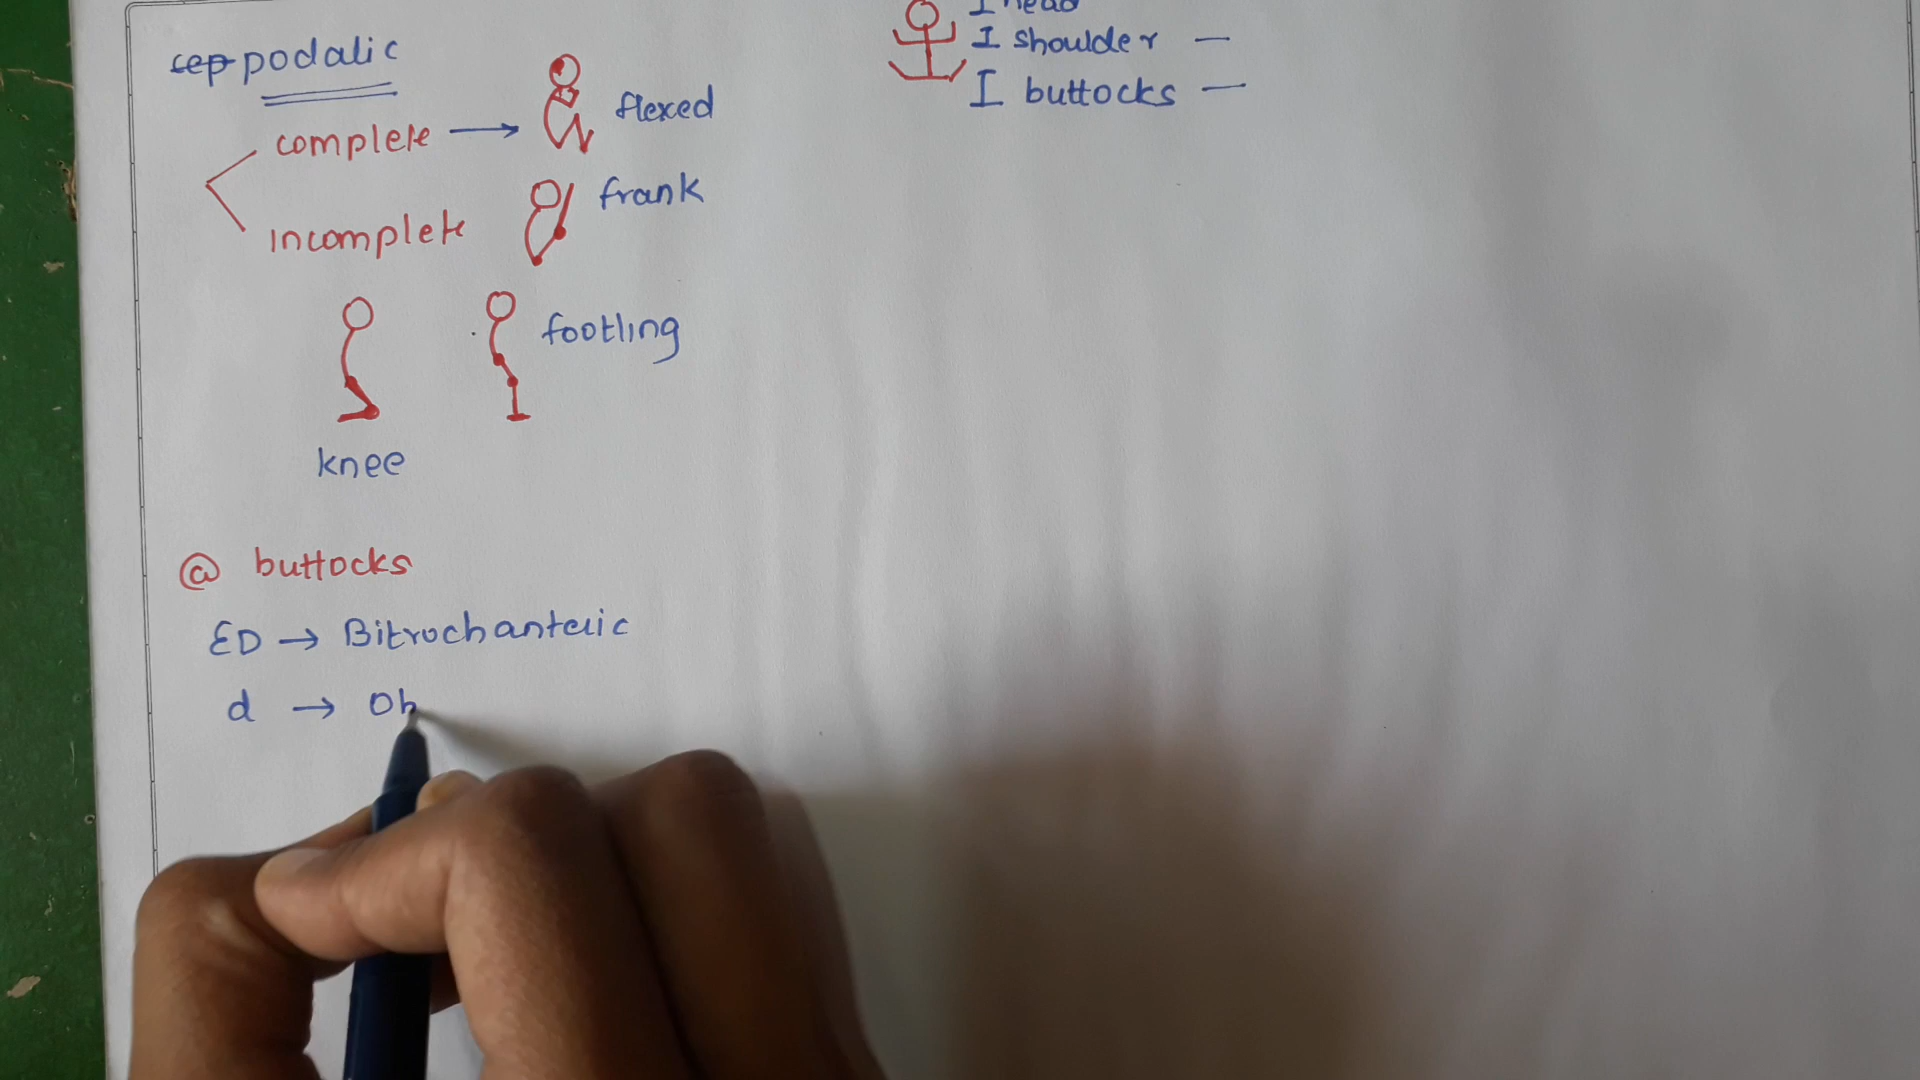 cep podalic
complete → flexed
incomplete frank
footling
knee
@ buttocks
ED → Bitrochanteric
d → Ob
I head
I shoulder —
I buttocks —